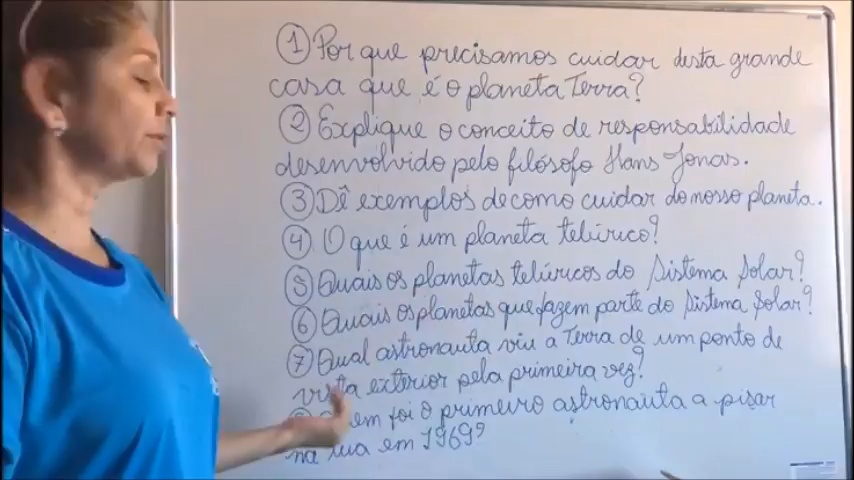 1 Por que precisamos cuidar desta grande
casa que é o planeta Terra?
2 Explique o conceito de responsabilidade
desenvolvido pelo filósofo Hans Jonas.
3 Dê exemplos de como cuidar do nosso planeta.
4 O que é um planeta telúrico?
5 Quais os planetas telúricos do Sistema Solar?
6 Quais os planetas que fazem parte do Sistema Solar?
7 Qual astronauta viu a Terra de um ponto de
vista exterior pela primeira vez?
em foi o primeiro astronauta a pisar
na lua em 1969?